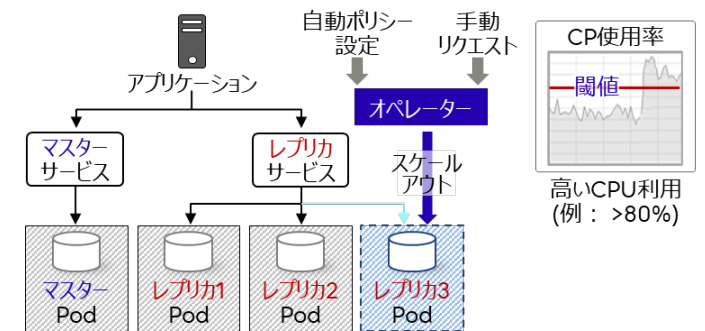 自動ポリシー
設定
手動
リクエスト
CP使用率
閾値
アプリケーション
オペレーター
マスター
サービス
レプリカ
サービス
スケール
アウト
高いCPU利用
(例： >80%)
マスター
Pod
レプリカ1
Pod
レプリカ2
Pod
レプリカ3
Pod